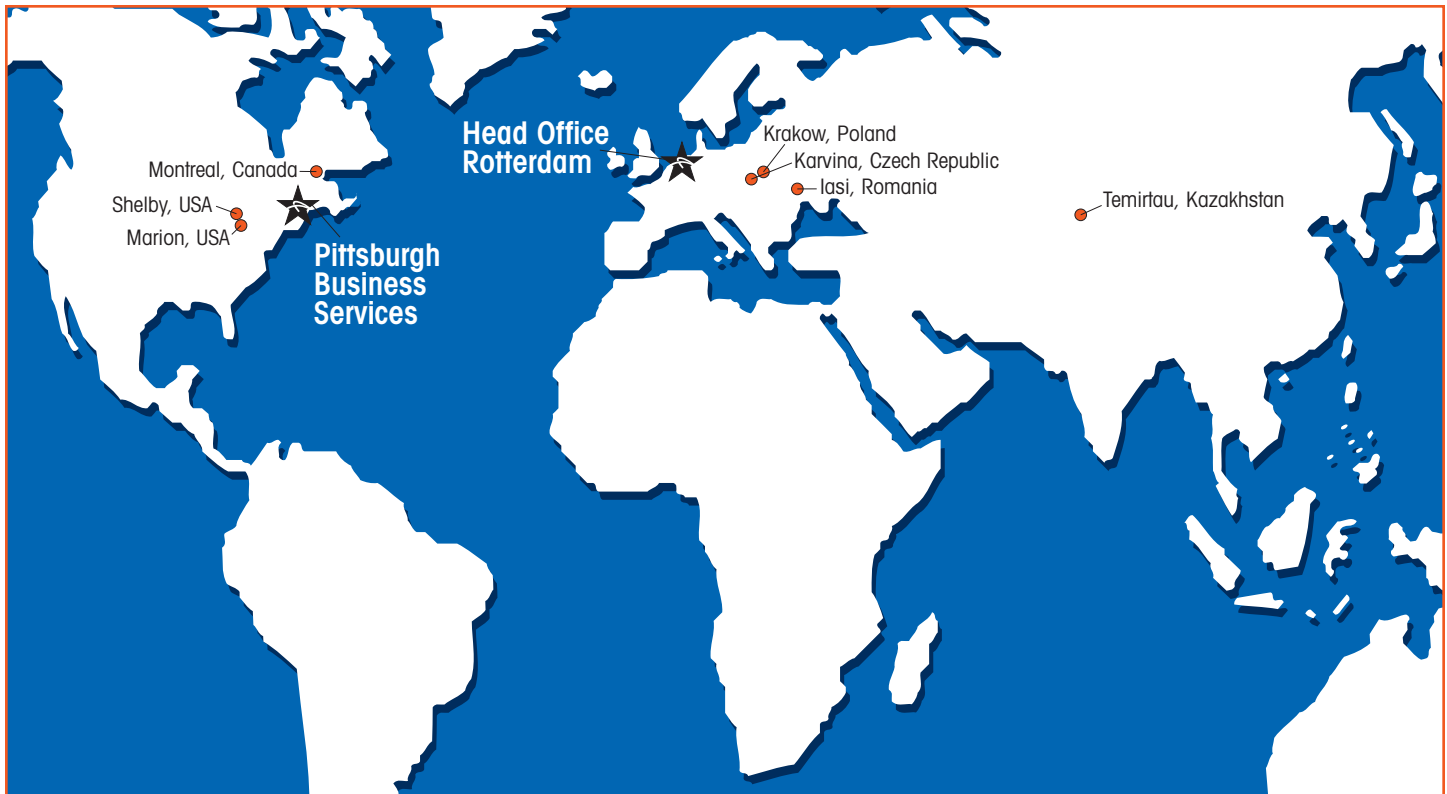 Head Office
Rotterdam
Krakow, Poland
Karvina, Czech Republic
Iasi, Romania
Montreal, Canada
Shelby, USA
Marion, USA
Temirtau, Kazakhstan
Pittsburgh
Business
Services